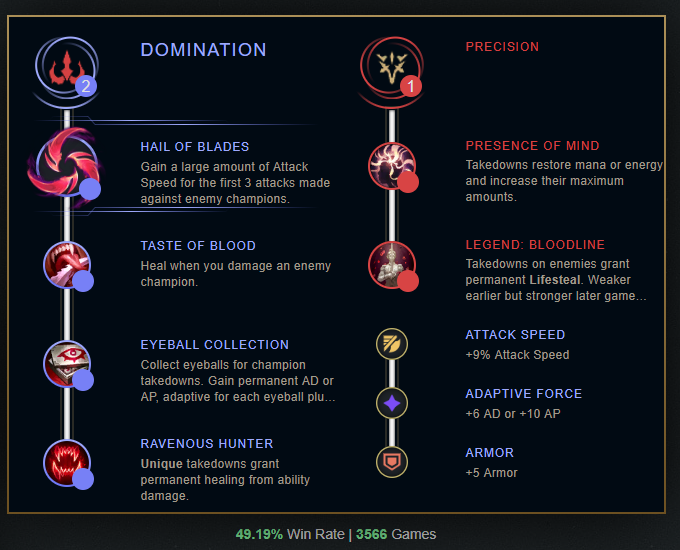 DOMINATION
2
HAIL OF BLADES
Gain a large amount of Attack
Speed for the first 3 attacks made
against enemy champions.
TASTE OF BLOOD
Heal when you damage an enemy
champion.
EYEBALL COLLECTION
Collect eyeballs for champion
takedowns. Gain permanent AD or
AP, adaptive for each eyeball plu...
RAVENOUS HUNTER
Unique takedowns grant
permanent healing from ability
damage.
PRECISION
1
PRESENCE OF MIND
Takedowns restore mana or energy
and increase their maximum
amounts.
LEGEND: BLOODLINE
Takedowns on enemies grant
permanent Lifesteal. Weaker
earlier but stronger later game...
ATTACK SPEED
+9% Attack Speed
ADAPTIVE FORCE
+6 AD or +10 AP
ARMOR
+5 Armor
49.19% Win Rate | 3566 Games